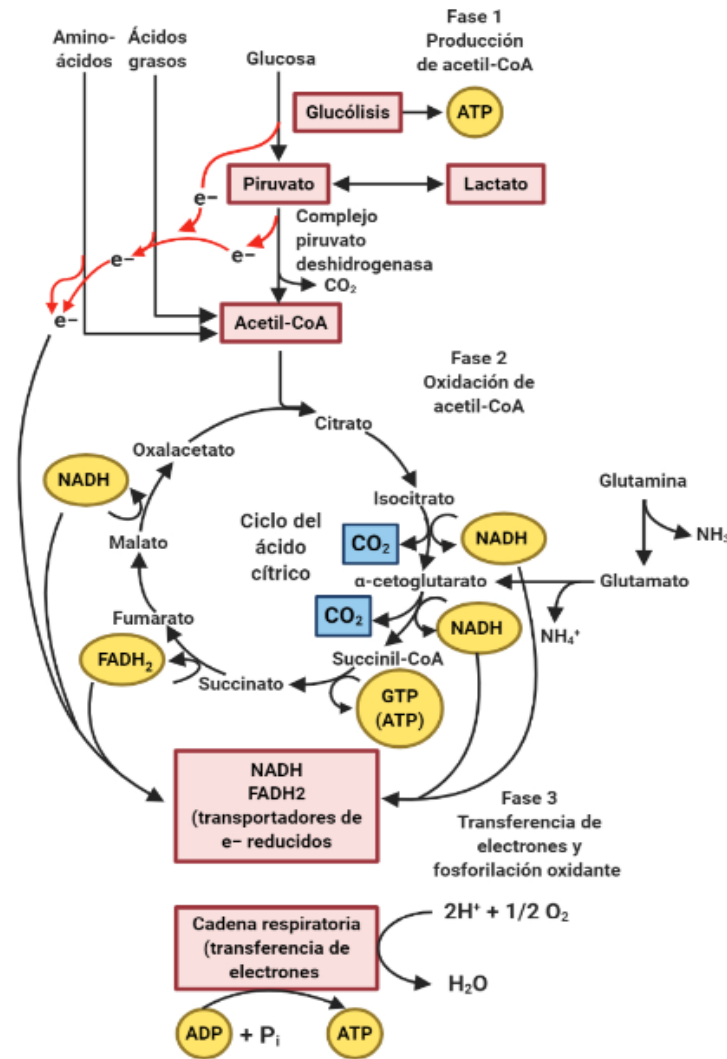 Fase 1
Producción
de acetil-CoA
Amino-
ácidos
Ácidos
grasos
Glucosa
Glucólisis
ATP
Piruvato
Lactato
e−
Complejo
piruvato
deshidrogenasa
e−
e−
CO₂
e−
Acetil-CoA
Fase 2
Oxidación de
acetil-CoA
Citrato
Oxalacetato
NADH
Isocitrato
Glutamina
Ciclo del
ácido
cítrico
CO₂
NADH
NH₃
Malato
α-cetoglutarato
Glutamato
Fumarato
CO₂
NADH
NH₄⁺
FADH₂
Succinil-CoA
Succinato
GTP
(ATP)
NADH
FADH2
(transportadores de
e− reducidos
Fase 3
Transferencia de
electrones y
fosforilación oxidante
Cadena respiratoria
(transferencia de
electrones
2H⁺ + 1/2 O₂
H₂O
ADP + Pᵢ
ATP